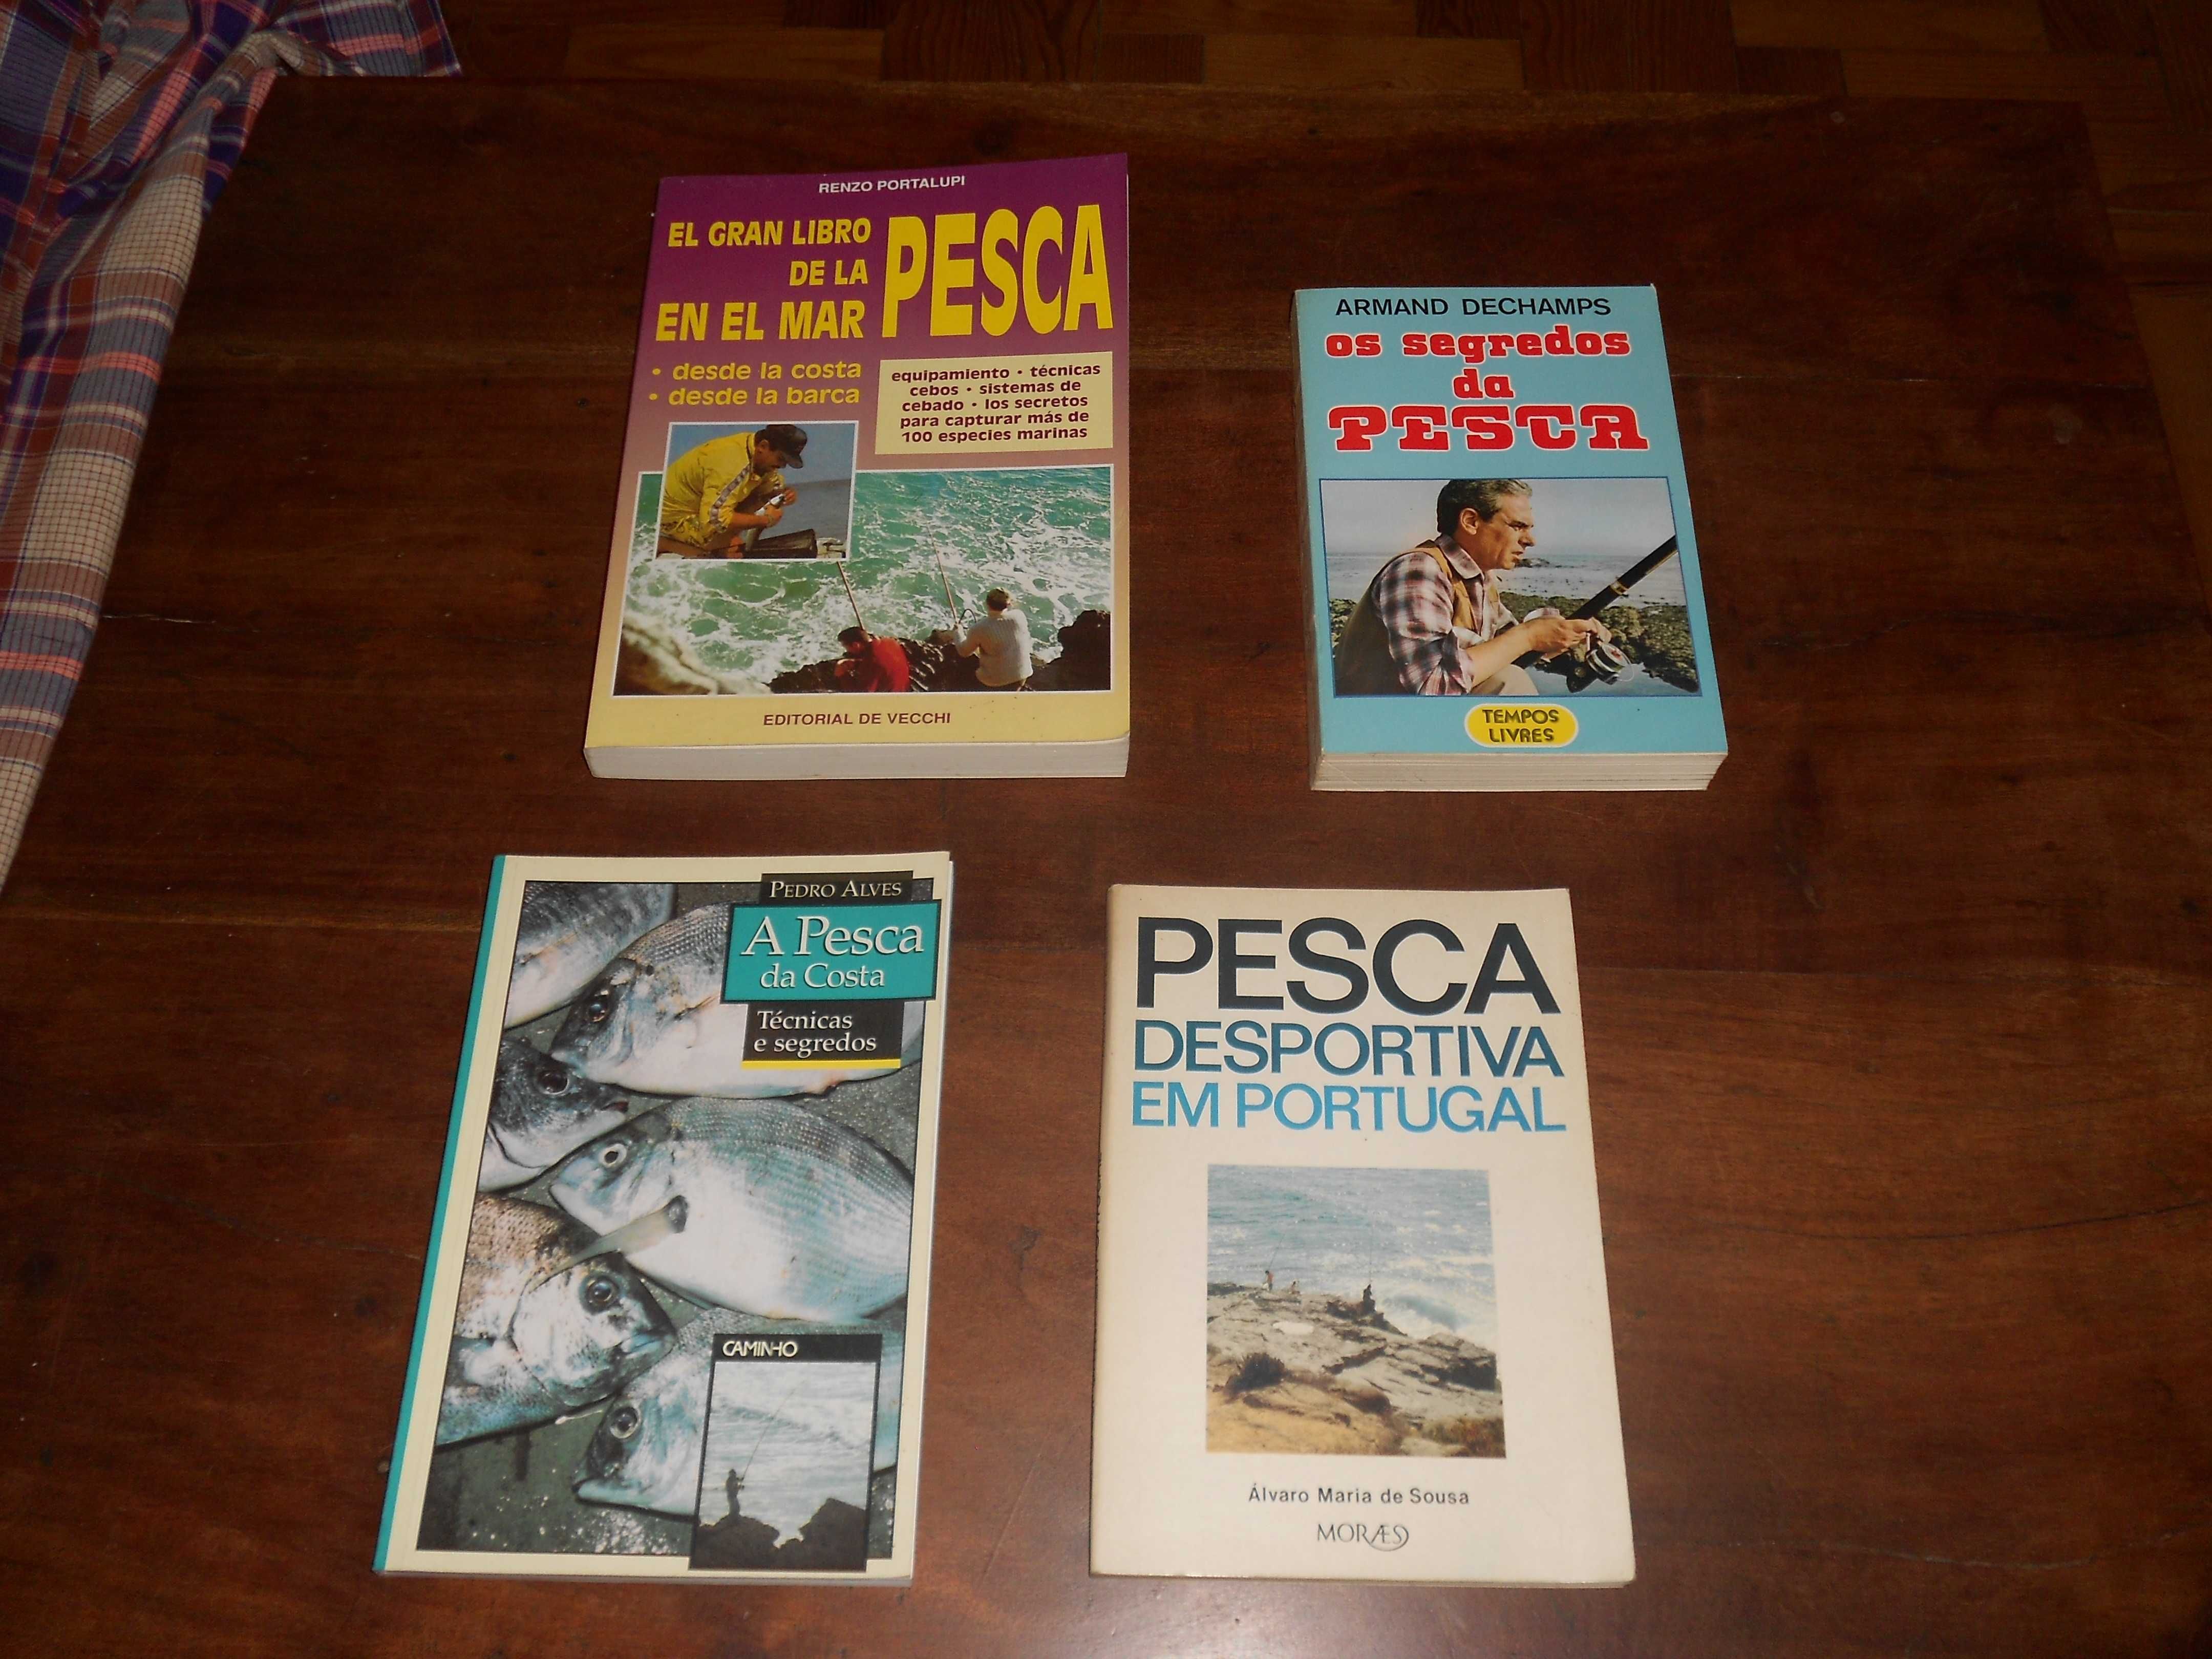 RENZO PORTALUPI
EL GRAN LIBRO
DE LA
PESCA
EN EL MAR
• desde la costa
• desde la barca
equipamiento • técnicas
cebos • sistemas de
cebado • los secretos
para capturar más de
100 especies marinas
EDITORIAL DE VECCHI
ARMAND DECHAMPS
os segredos
da
PESCA
TEMPOS
LIVRES
PEDRO ALVES
A Pesca
da Costa
Técnicas
e segredos
CAMINHO
PESCA
DESPORTIVA
EM PORTUGAL
Álvaro Maria de Sousa
MORÆS